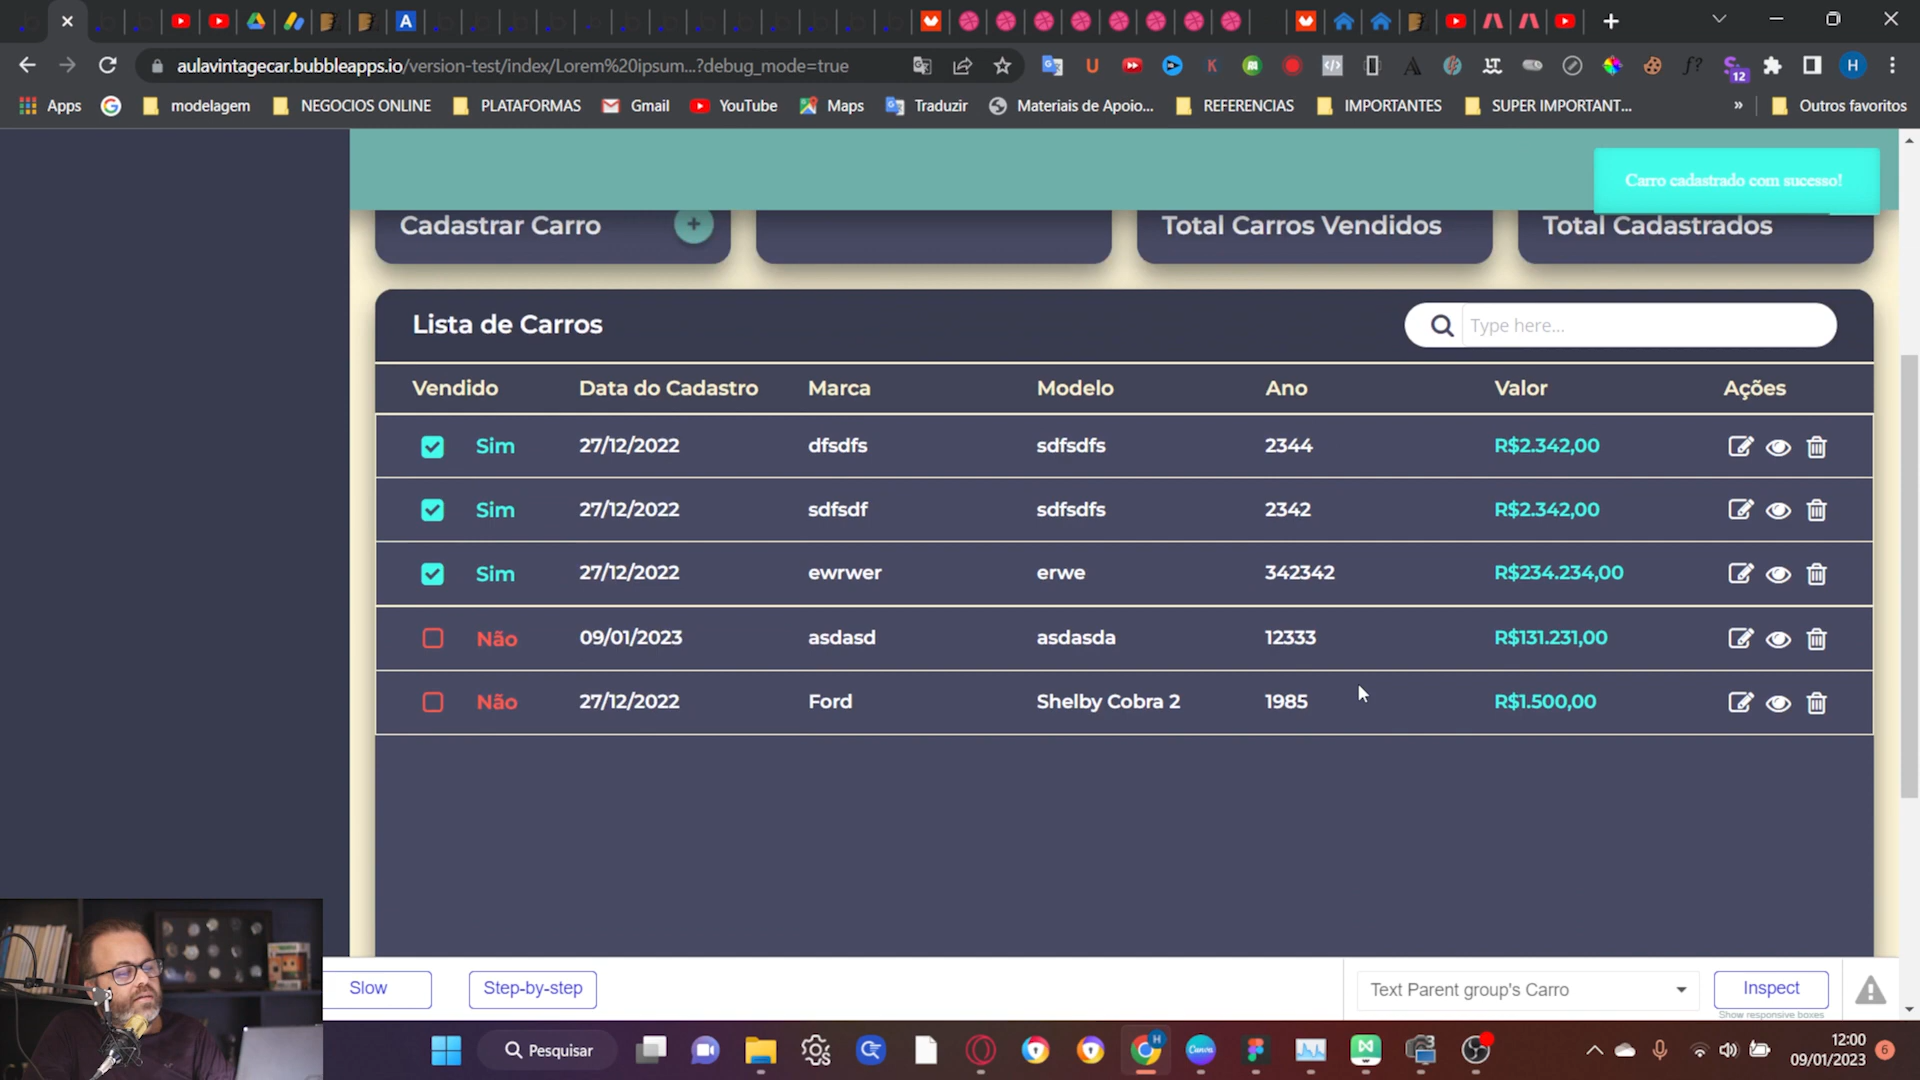 aulavintagecar.bubbleapps.io/version-test/index/Lorem%20ipsum...?debug_mode=true
12
H
Apps
modelagem
NEGOCIOS ONLINE
PLATAFORMAS
Gmail
YouTube
Maps
Traduzir
Materiais de Apoio...
REFERENCIAS
IMPORTANTES
SUPER IMPORTANT...
»
Outros favoritos
Carro cadastrado com sucesso!
Cadastrar Carro
Total Carros Vendidos
Total Cadastrados
Lista de Carros
Type here...
Vendido Data do Cadastro Marca Modelo Ano Valor Ações
Sim 27/12/2022 dfsdfs sdfsdfs 2344 R$2.342,00
Sim 27/12/2022 sdfsdf sdfsdfs 2342 R$2.342,00
Sim 27/12/2022 ewrwer erwe 342342 R$234.234,00
Não 09/01/2023 asdasd asdasda 12333 R$131.231,00
Não 27/12/2022 Ford Shelby Cobra 2 1985 R$1.500,00
Slow
Step-by-step
Text Parent group's Carro
Inspect
Show responsive boxes
Pesquisar
12:00
09/01/2023
6